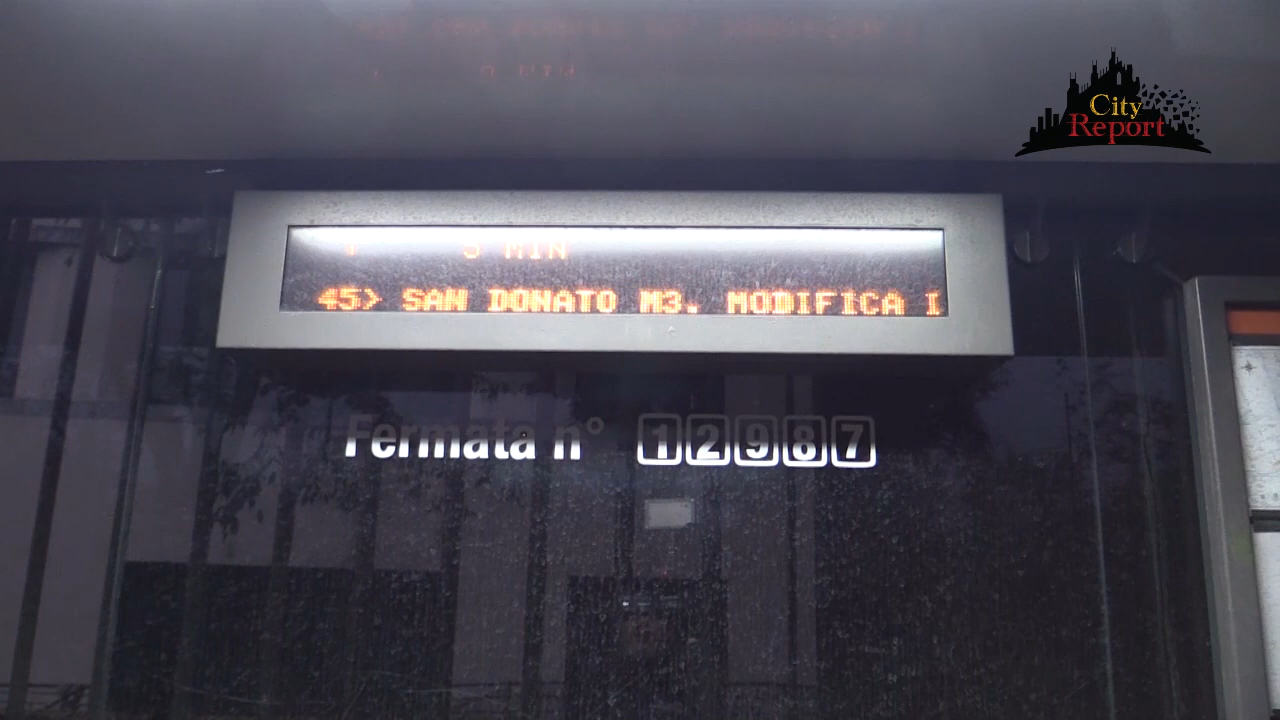 City
Report
5 MIN
45> SAN DONATO M3. MODIFICA I
Fermata n° 12987